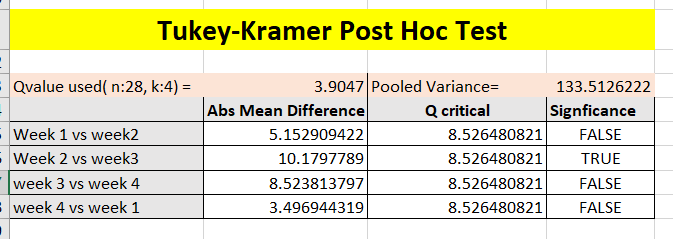 Tukey-Kramer Post Hoc Test
Qvalue used( n:28, k:4) = 3.9047 Pooled Variance= 133.5126222
Abs Mean Difference Q critical Signficance
Week 1 vs week2 5.152909422 8.526480821 FALSE
Week 2 vs week3 10.1797789 8.526480821 TRUE
week 3 vs week 4 8.523813797 8.526480821 FALSE
week 4 vs week 1 3.496944319 8.526480821 FALSE